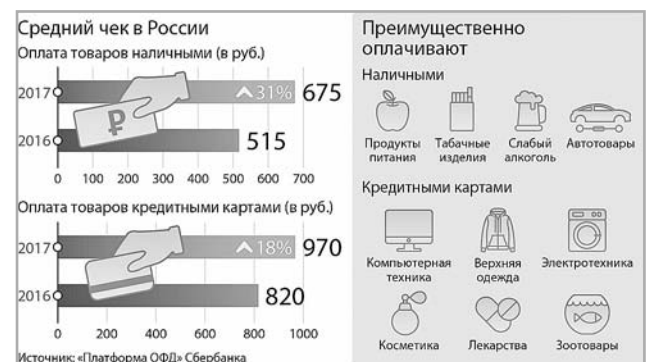 Средний чек в России
Оплата товаров наличными (в руб.)
2017
31%
675
₽
2016
515
0 100 200 300 400 500 600 700
Оплата товаров кредитными картами (в руб.)
2017
18%
970
2016
820
0 200 400 600 800 1000
Источник: «Платформа ОФД» Сбербанка
Преимущественно
оплачивают
Наличными
Продукты
питания
Табачные
изделия
Слабый
алкоголь
Автотовары
Кредитными картами
Компьютерная
техника
Верхняя
одежда
Электротехника
Косметика
Лекарства
Зоотовары